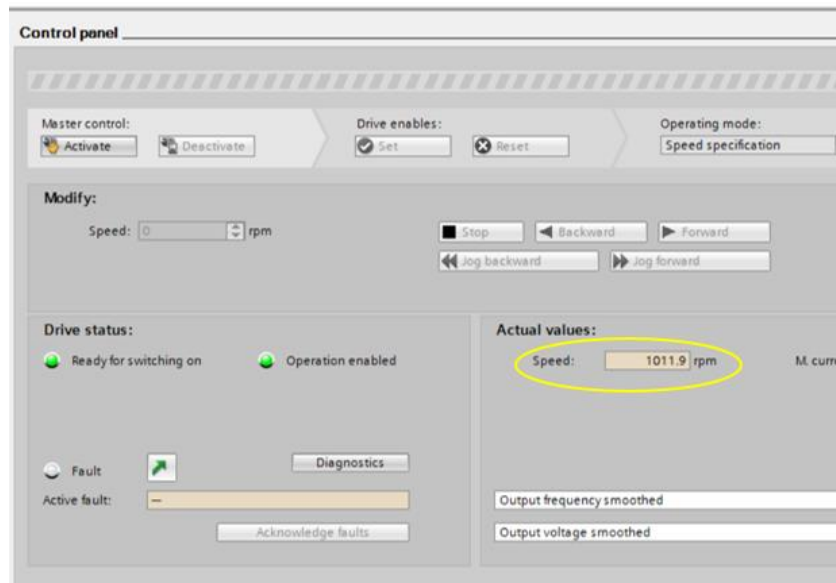 Control panel
Master control:
Drive enables:
Operating mode:
Activate
Deactivate
Set
Reset
Speed specification
Modify:
Speed: 0 rpm
Stop
Backward
Forward
Jog backward
Jog forward
Drive status:
Actual values:
Ready for switching on
Operation enabled
Speed: 1011.9 rpm
M. curr
Fault
Diagnostics
Active fault: —
Output frequency smoothed
Acknowledge faults
Output voltage smoothed